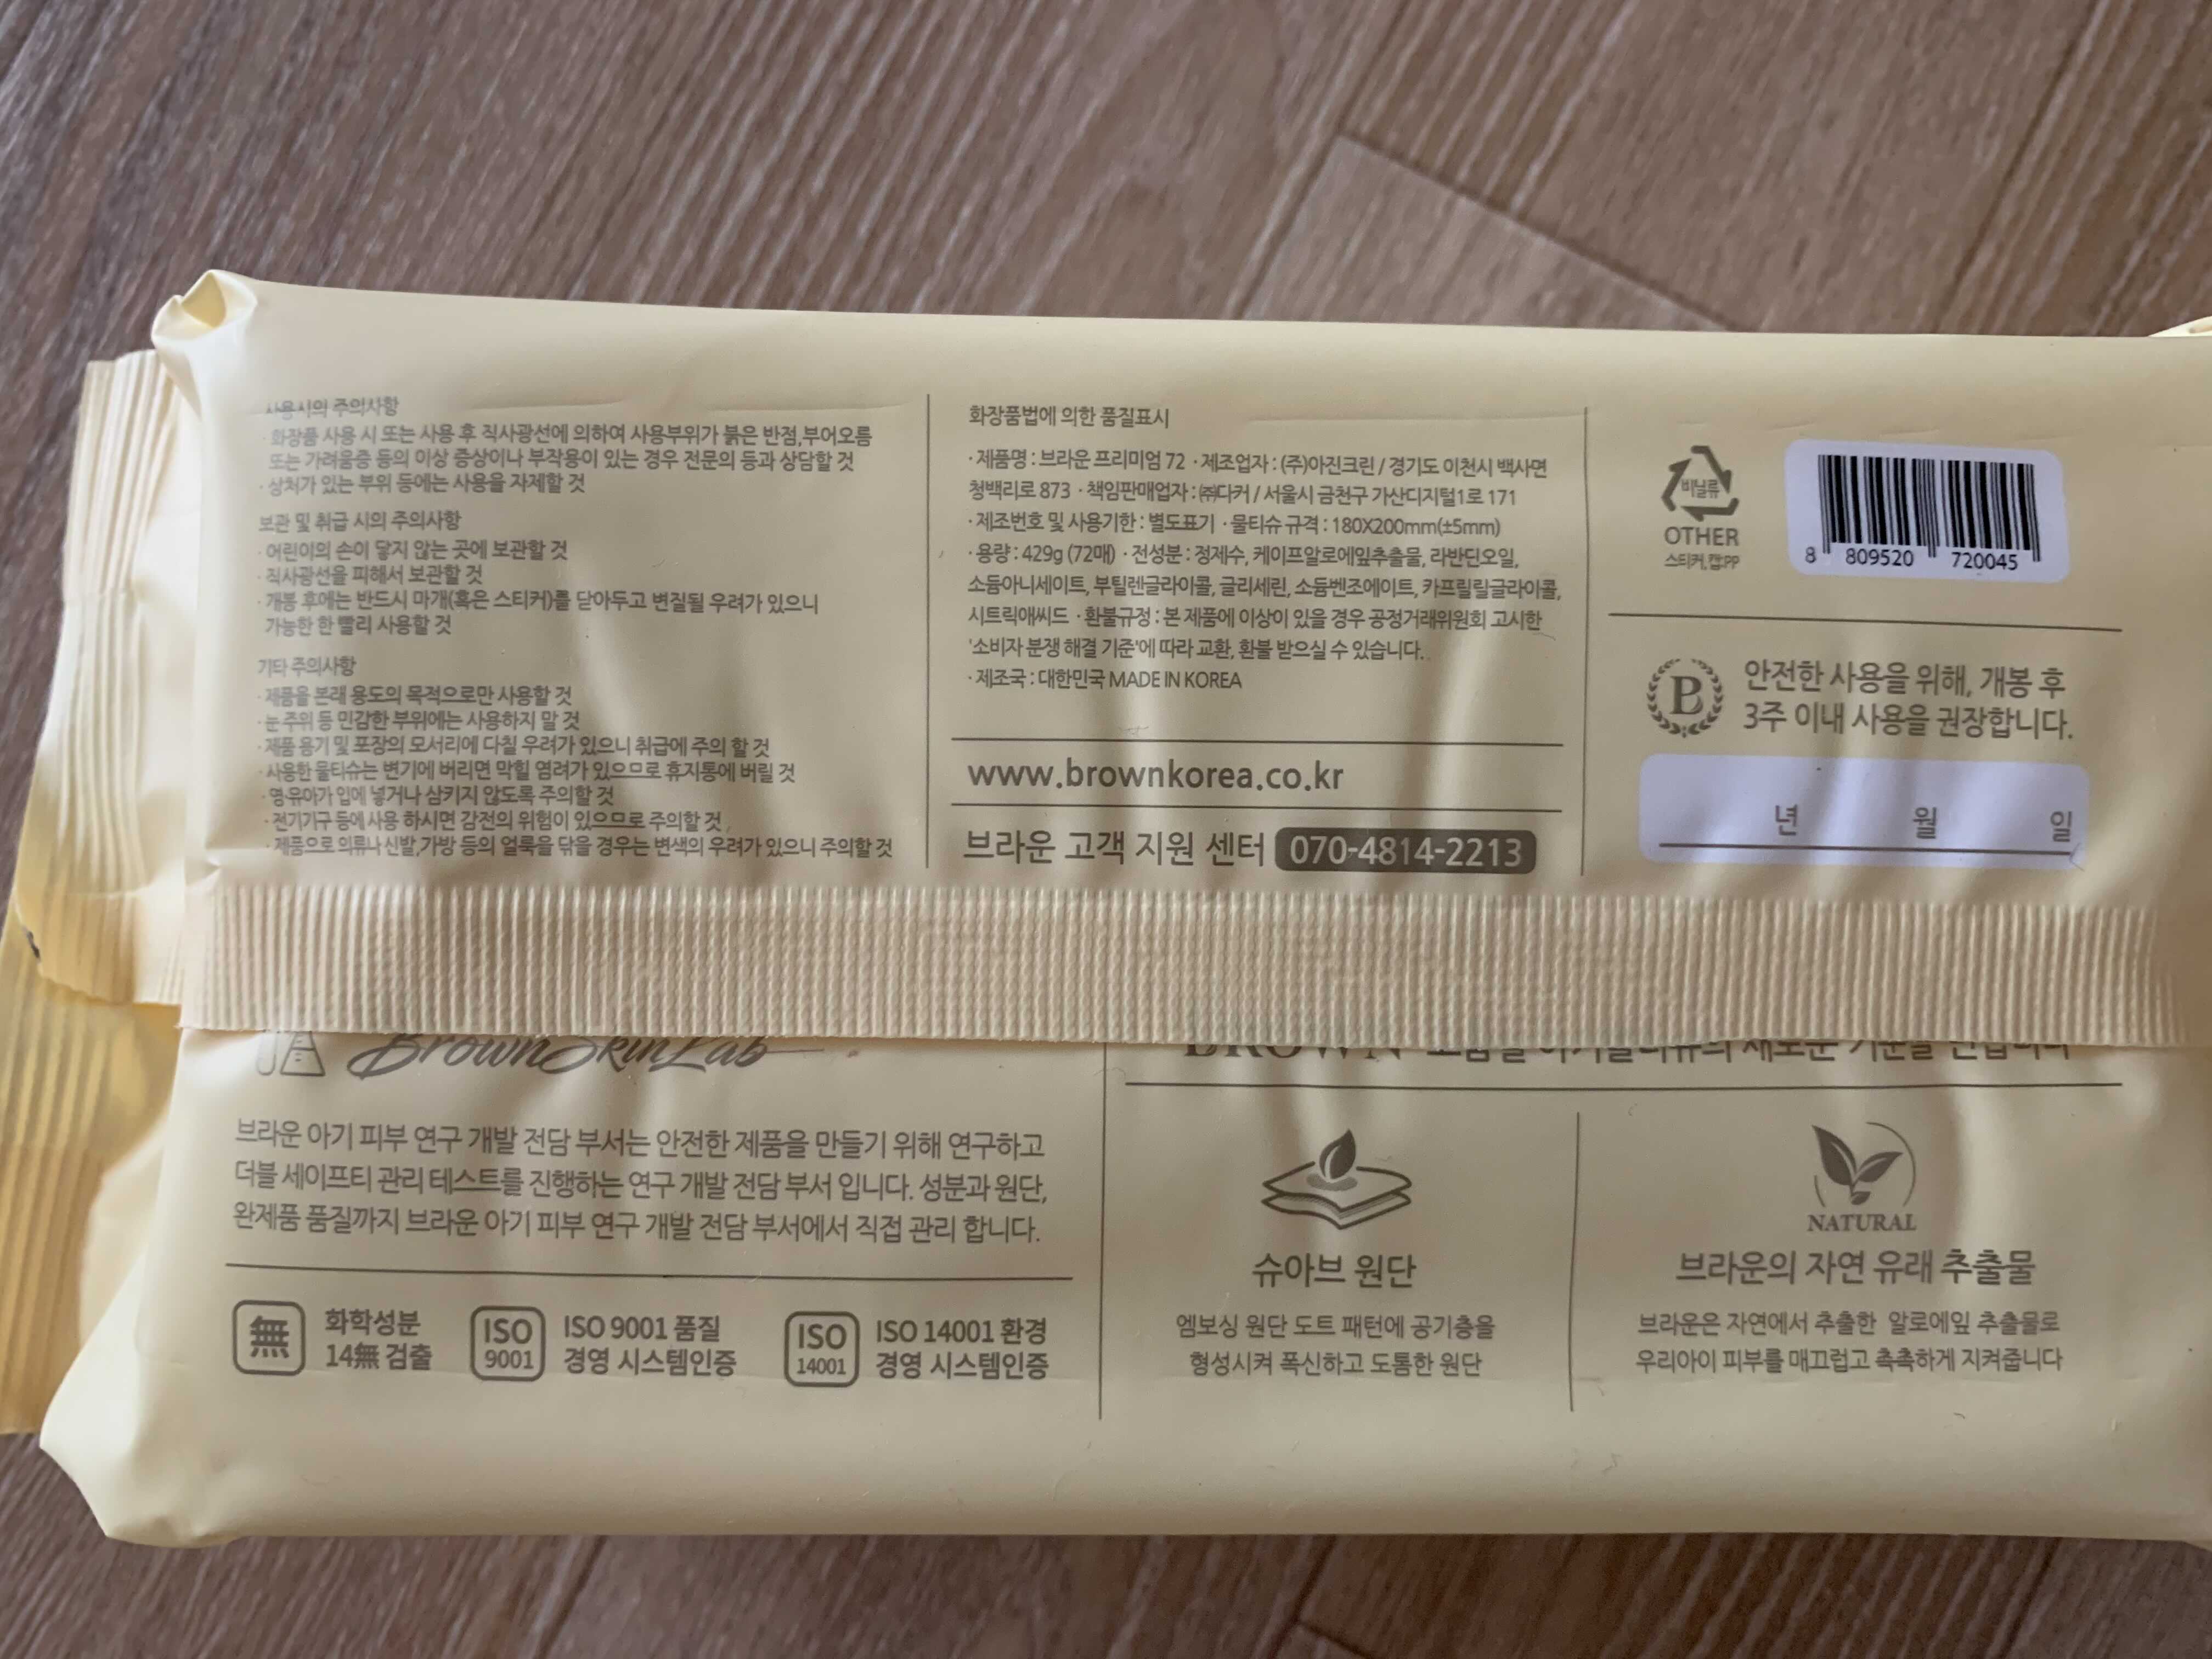 사용시의 주의사항
· 화장품 사용 시 또는 사용 후 직사광선에 의하여 사용부위가 붉은 반점,부어오름
또는 가려움증 등의 이상 증상이나 부작용이 있는 경우 전문의 등과 상담할 것
· 상처가 있는 부위 등에는 사용을 자제할 것
보관 및 취급 시의 주의사항
· 어린이의 손이 닿지 않는 곳에 보관할 것
· 직사광선을 피해서 보관할 것
· 개봉 후에는 반드시 마개(혹은 스티커)를 닫아두고 변질될 우려가 있으니
가능한 한 빨리 사용할 것
기타 주의사항
· 제품을 본래 용도의 목적으로만 사용할 것
· 눈 주위 등 민감한 부위에는 사용하지 말 것
· 제품 용기 및 포장의 모서리에 다칠 우려가 있으니 취급에 주의 할 것
· 사용한 물티슈는 변기에 버리면 막힐 염려가 있으므로 휴지통에 버릴 것
· 영·유아가 입에 넣거나 삼키지 않도록 주의할 것
· 전기기구 등에 사용 하시면 감전의 위험이 있으므로 주의할 것
· 제품으로 의류나 신발,가방 등의 얼룩을 닦을 경우는 변색의 우려가 있으니 주의할 것
화장품법에 의한 품질표시
· 제품명 : 브라운 프리미엄 72 · 제조업자 : (주)아진크린 / 경기도 이천시 백사면
청백리로 873 · 책임판매업자 : ㈜다커 / 서울시 금천구 가산디지털1로 171
· 제조번호 및 사용기한 : 별도표기 · 물티슈 규격 : 180X200mm(±5mm)
· 용량 : 429g (72매) · 전성분 : 정제수, 케이프알로에잎추출물, 라반딘오일,
소듐아니세이트, 부틸렌글라이콜, 글리세린, 소듐벤조에이트, 카프릴릴글라이콜,
시트릭애씨드 · 환불규정 : 본 제품에 이상이 있을 경우 공정거래위원회 고시한
'소비자 분쟁 해결 기준'에 따라 교환, 환불 받으실 수 있습니다.
· 제조국 : 대한민국 MADE IN KOREA
www.brownkorea.co.kr
브라운 고객 지원 센터 070-4814-2213
비닐류
OTHER
스티커,캡:PP
8 809520 720045
B
안전한 사용을 위해, 개봉 후
3주 이내 사용을 권장합니다.
년 월 일
BrownSkinLab
브라운 아기 피부 연구 개발 전담 부서는 안전한 제품을 만들기 위해 연구하고
더블 세이프티 관리 테스트를 진행하는 연구 개발 전담 부서 입니다. 성분과 원단,
완제품 품질까지 브라운 아기 피부 연구 개발 전담 부서에서 직접 관리 합니다.
無
화학성분
14無 검출
ISO
9001
ISO 9001 품질
경영 시스템인증
ISO
14001
ISO 14001 환경
경영 시스템인증
BROWN
슈아브 원단
엠보싱 원단 도트 패턴에 공기층을
형성시켜 폭신하고 도톰한 원단
NATURAL
브라운의 자연 유래 추출물
브라운은 자연에서 추출한 알로에잎 추출물로
우리아이 피부를 매끄럽고 촉촉하게 지켜줍니다